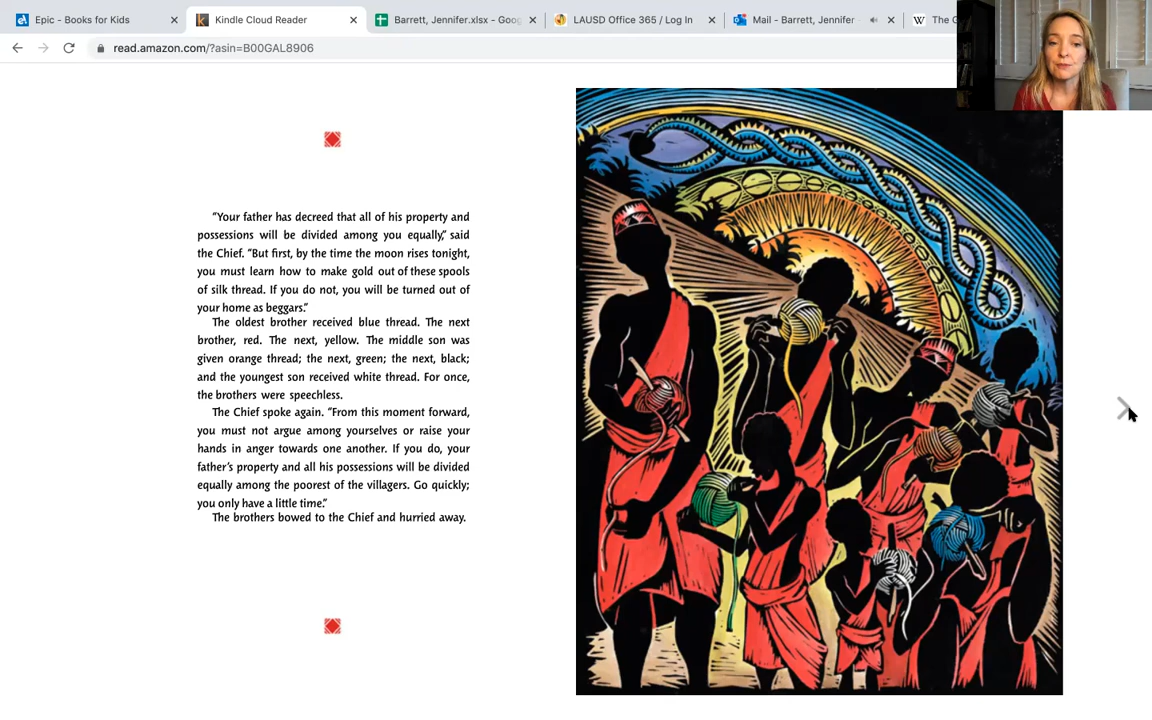 Epic - Books for Kids
Kindle Cloud Reader
Barrett, Jennifer.xlsx - Goog
LAUSD Office 365 / Log In
Mail - Barrett, Jennifer
W The G
read.amazon.com/?asin=B00GAL8906
“Your father has decreed that all of his property and
possessions will be divided among you equally,” said
the Chief. “But first, by the time the moon rises tonight,
you must learn how to make gold out of these spools
of silk thread. If you do not, you will be turned out of
your home as beggars.”
The oldest brother received blue thread. The next
brother, red. The next, yellow. The middle son was
given orange thread; the next, green; the next, black;
and the youngest son received white thread. For once,
the brothers were speechless.
The Chief spoke again. “From this moment forward,
you must not argue among yourselves or raise your
hands in anger towards one another. If you do, your
father’s property and all his possessions will be divided
equally among the poorest of the villagers. Go quickly;
you only have a little time.”
The brothers bowed to the Chief and hurried away.